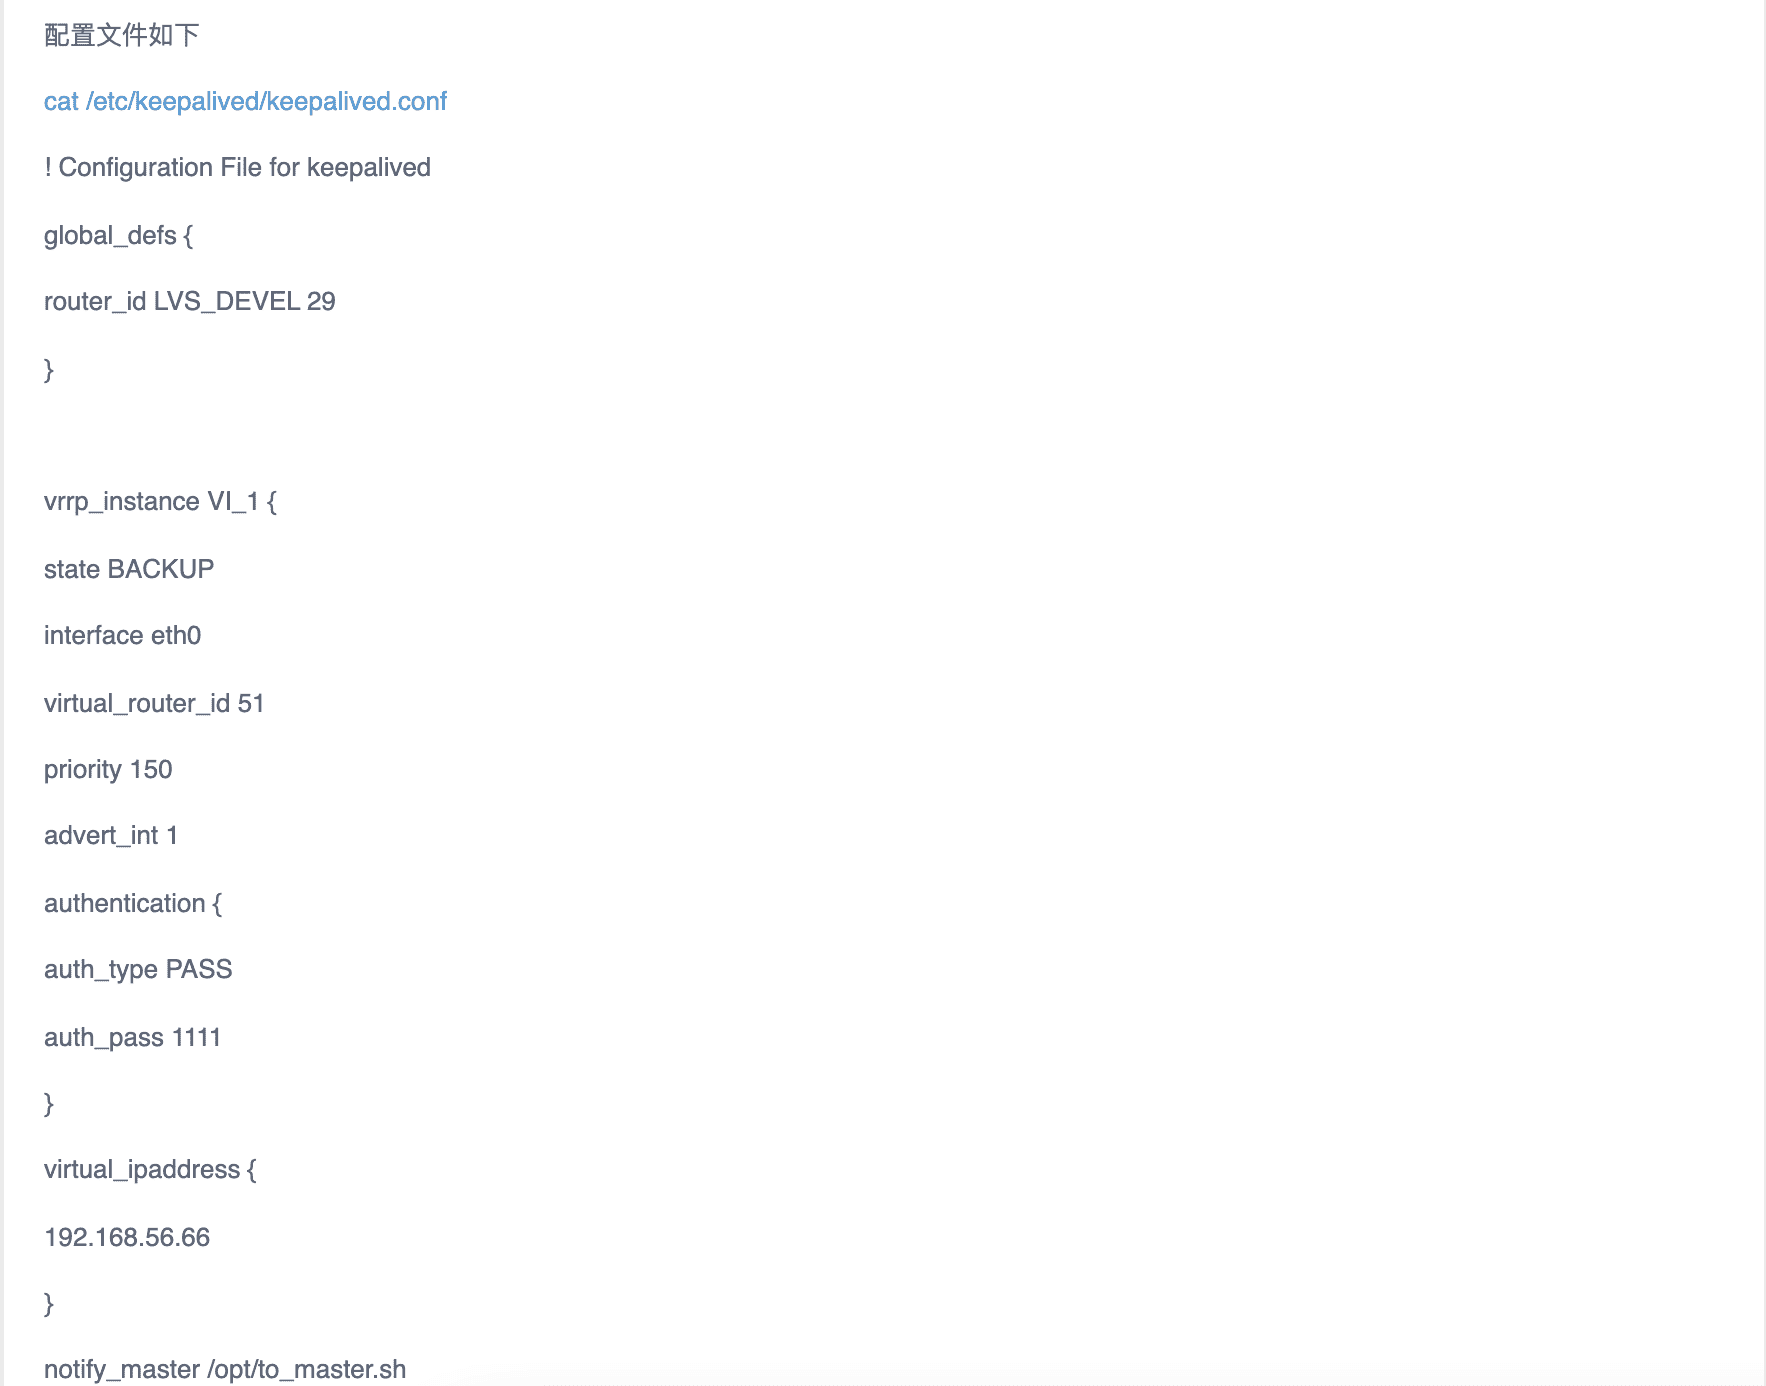 配置文件如下
cat /etc/keepalived/keepalived.conf
! Configuration File for keepalived
global_defs {
router_id LVS_DEVEL 29
}
vrrp_instance VI_1 {
state BACKUP
interface eth0
virtual_router_id 51
priority 150
advert_int 1
authentication {
auth_type PASS
auth_pass 1111
}
virtual_ipaddress {
192.168.56.66
}
notify_master /opt/to_master.sh